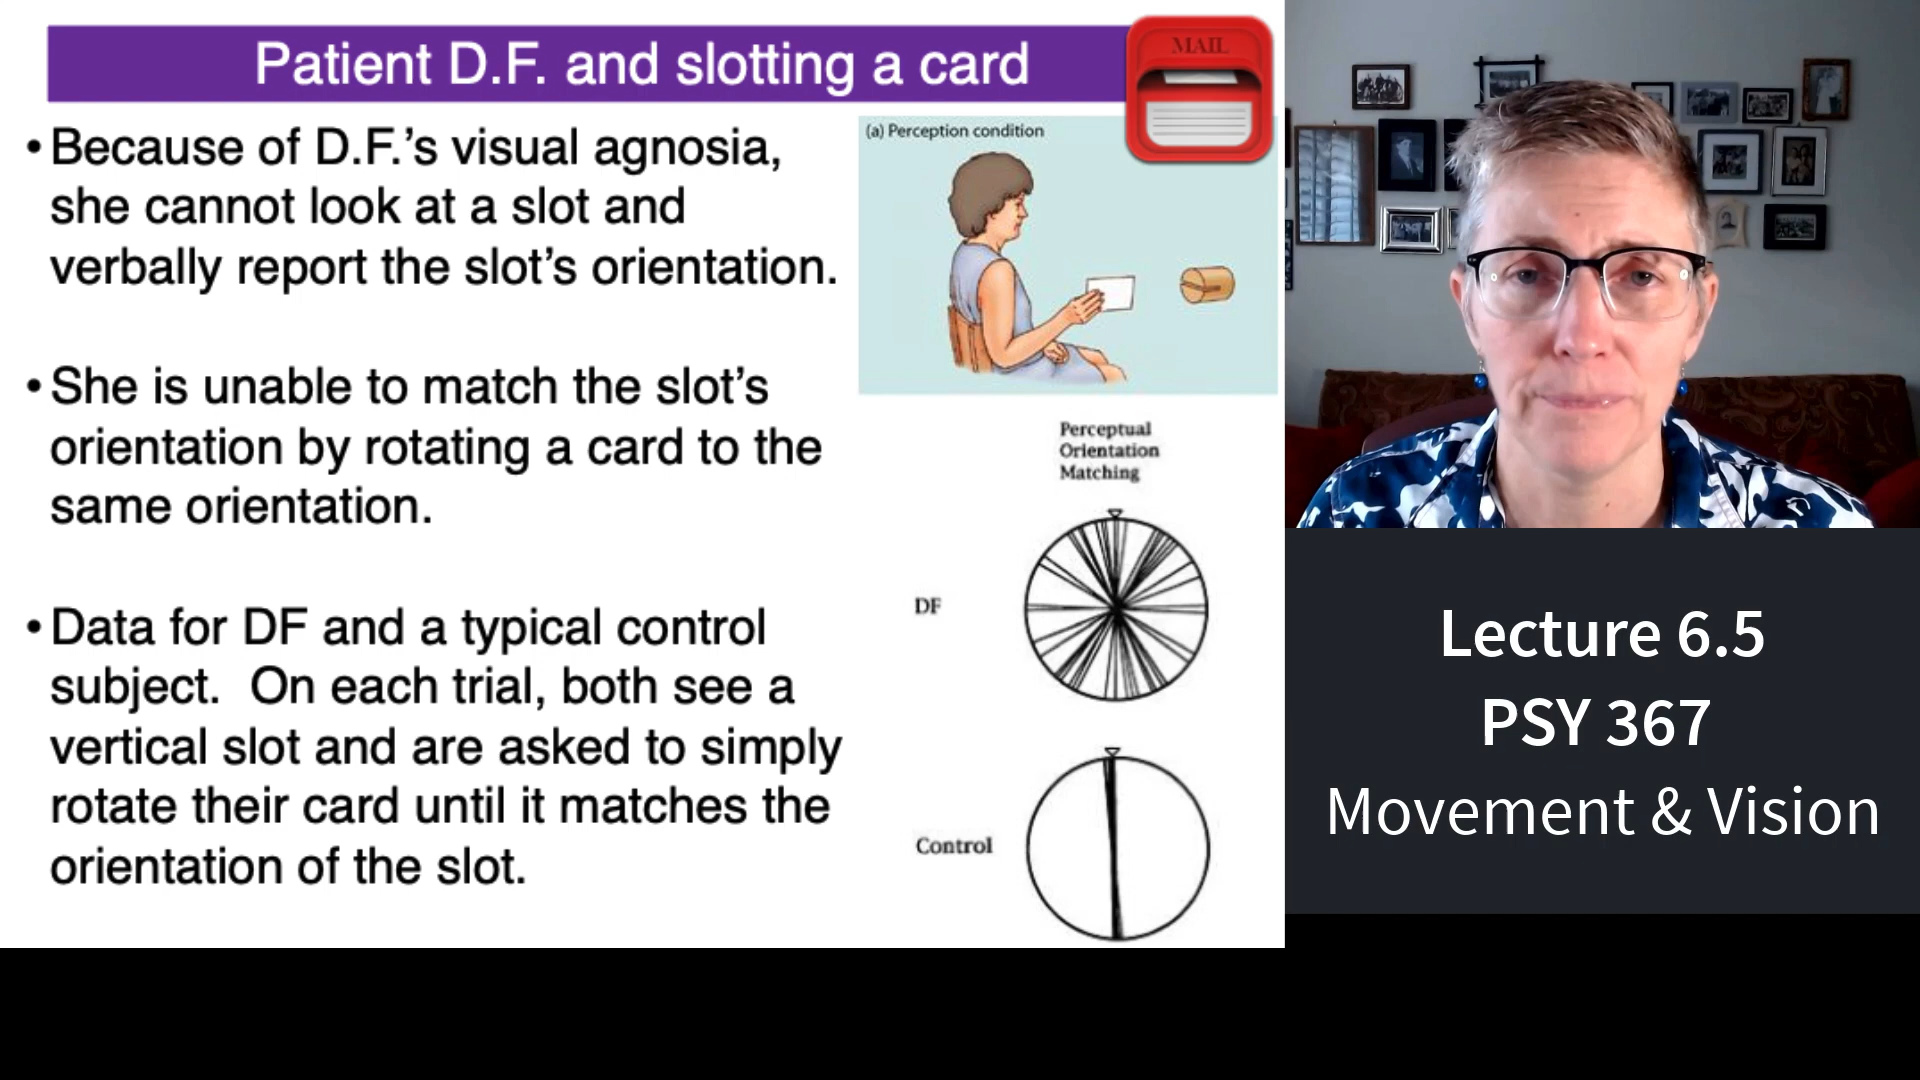 Patient D.F. and slotting a card
MAIL
•Because of D.F.’s visual agnosia,
she cannot look at a slot and
verbally report the slot’s orientation.
•She is unable to match the slot’s
orientation by rotating a card to the
same orientation.
•Data for DF and a typical control
subject.  On each trial, both see a
vertical slot and are asked to simply
rotate their card until it matches the
orientation of the slot.
(a) Perception condition
Perceptual
Orientation
Matching
DF
Control
Lecture 6.5
PSY 367
Movement & Vision